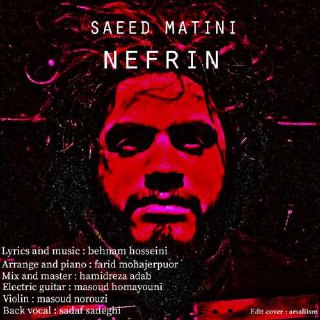 SAEED MATINI
NEFRIN
Lyrics and music : behnam hosseini
Arrange and piano : farid mohajerpuor
Mix and master : hamidreza adab
Electric guitar : masoud homayouni
Violin : masoud norouzi
Back vocal : sadaf sadeghi
Edit cover : arsaliism